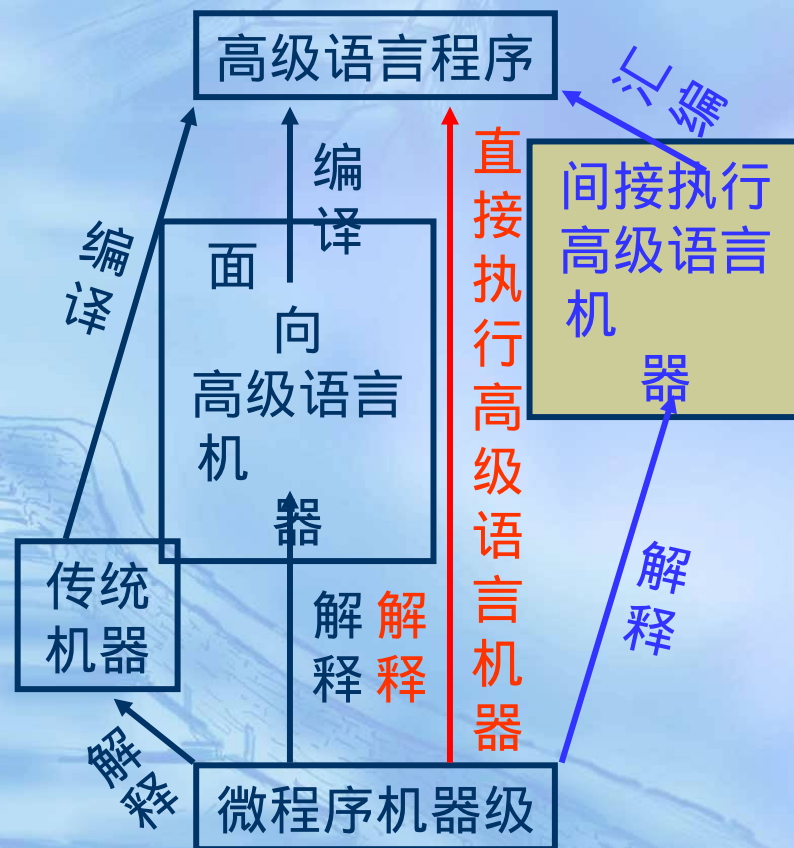 高级语言程序
汇编
编译
编译
直接执行高级语言机器
间接执行
高级语言
机
器
面
向
高级语言
机
器
传统
机器
解释
解释
解释
解释
微程序机器级